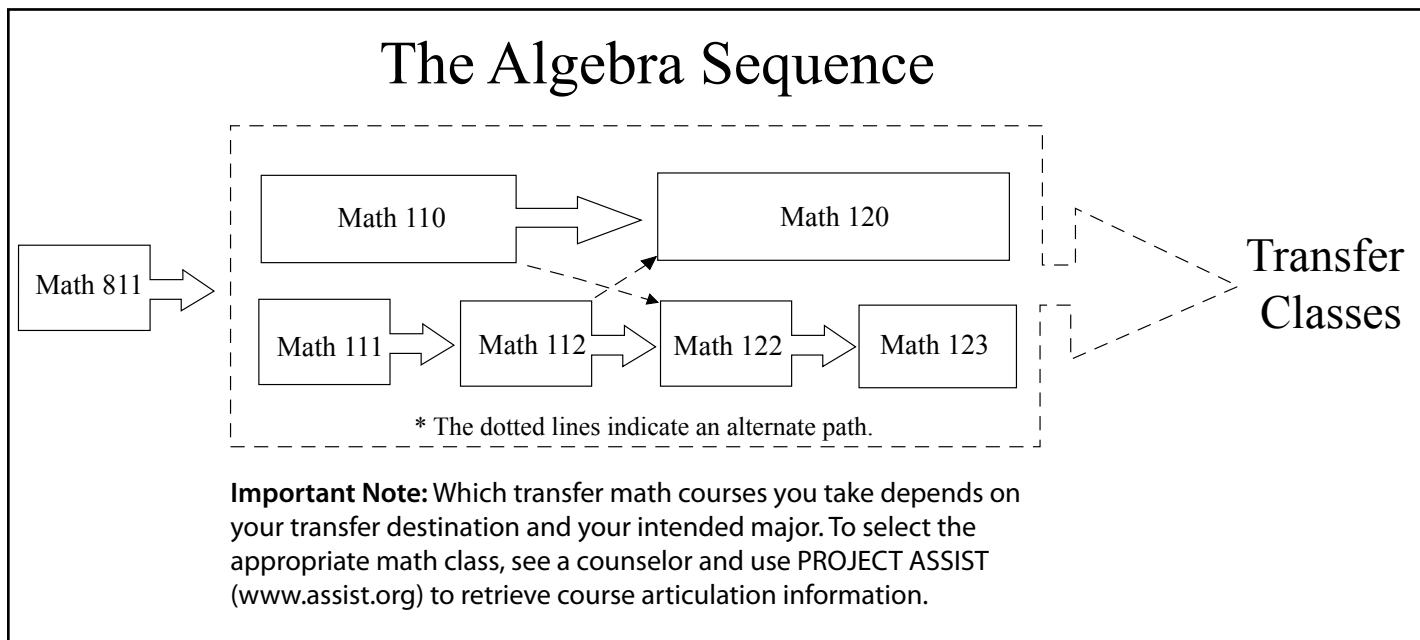 The Algebra Sequence
Math 110
Math 120
Math 811
Transfer
Classes
Math 111
Math 112
Math 122
Math 123
* The dotted lines indicate an alternate path.
Important Note: Which transfer math courses you take depends on
your transfer destination and your intended major. To select the
appropriate math class, see a counselor and use PROJECT ASSIST
(www.assist.org) to retrieve course articulation information.